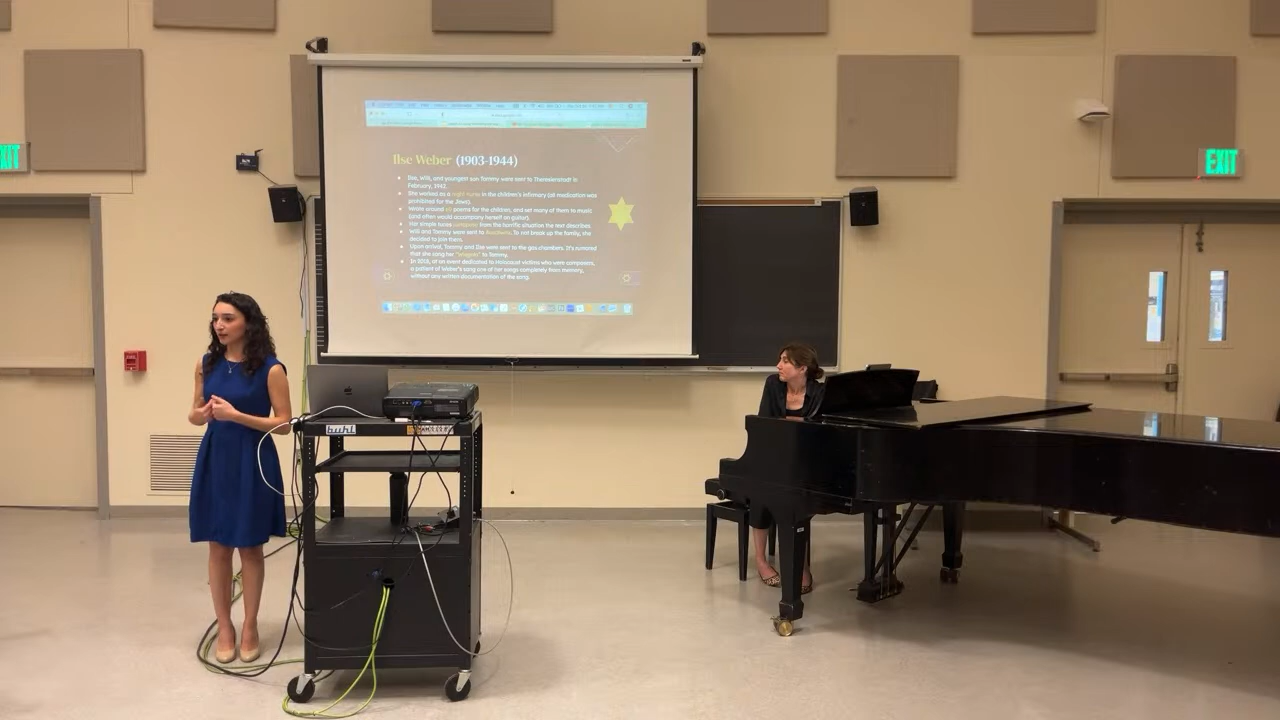 Ilse Weber (1903-1944)
Ilse, Willi, and youngest son Tommy were sent to Theresienstadt in
February, 1942.
She worked as a night nurse in the children's infirmary (as medication was
prohibited for the Jews).
Wrote around 60 poems for the children, and set many of them to music
(and often would accompany herself on guitar).
Her simple tunes from the horrific situation the text describes.
Willi and Tommy were sent to Auschwitz. To not break up the family, she
decided to join them.
Upon arrival, Tommy and Ilse were sent to the gas chambers. It's rumored
that she sang her "Wiegala" to Tommy.
In 2018, at an event dedicated to Holocaust victims who were composers,
a patient of Weber's sang one of her songs completely from memory,
without any written documentation of the song.
XIT
EXIT
buhl